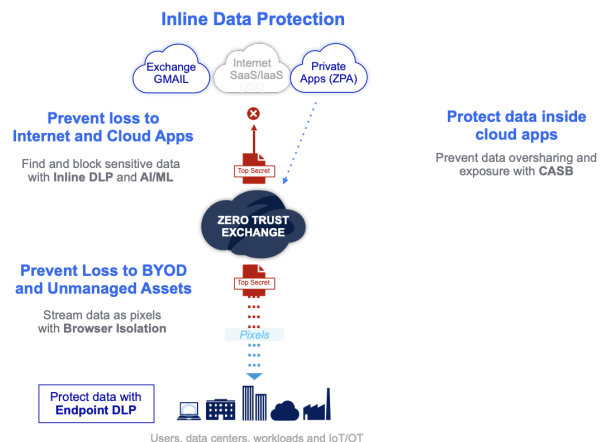 Inline Data Protection
Exchange
GMAIL
Internet
SaaS/IaaS
(ZIA)
Private
Apps (ZPA)
Prevent loss to
Internet and Cloud Apps
Find and block sensitive data
with Inline DLP and AI/ML
Protect data inside
cloud apps
Prevent data oversharing and
exposure with CASB
Top Secret
ZERO TRUST
EXCHANGE
Prevent Loss to BYOD
and Unmanaged Assets
Stream data as pixels
with Browser Isolation
Top Secret
Pixels
Protect data with
Endpoint DLP
Users, data centers, workloads and IoT/OT